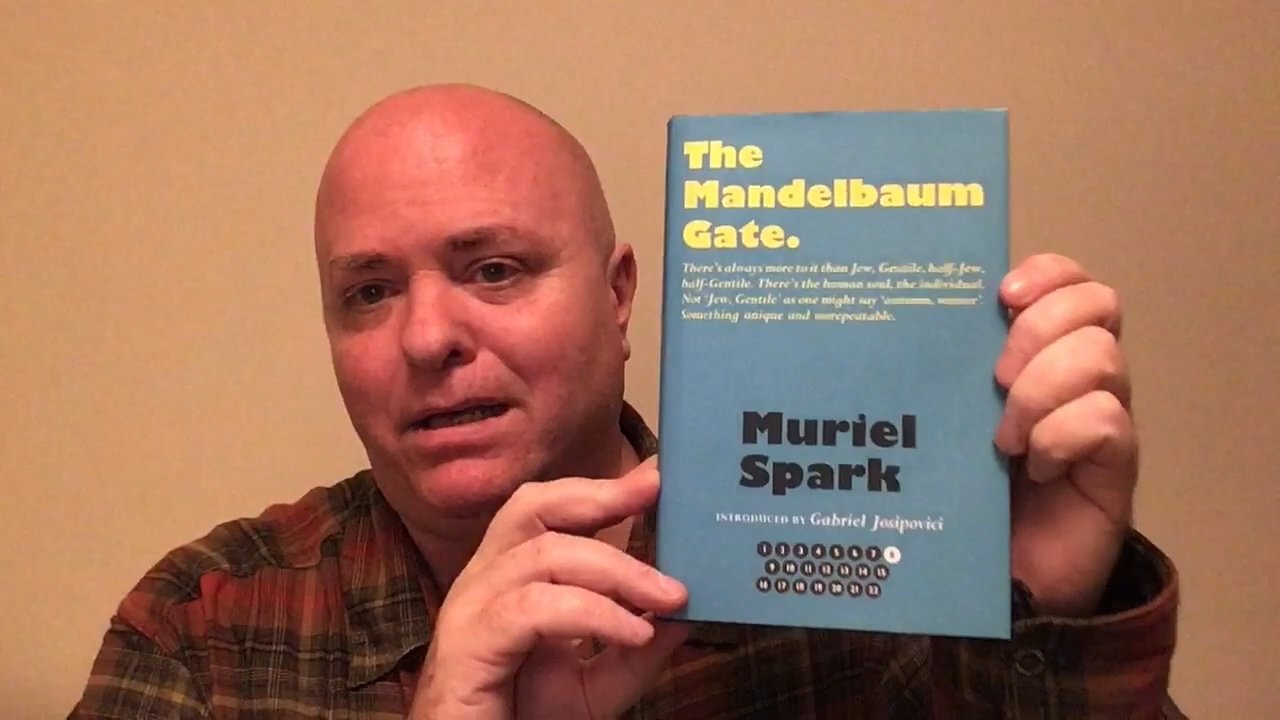 The
Mandelbaum
Gate.
There's always more to it than Jew, Gentile, half-Jew,
half-Gentile. There's the human soul, the individual.
Not 'Jew, Gentile' as one might say 'autumn, winter'.
Something unique and unrepeatable.
Muriel
Spark
INTRODUCED BY Gabriel Josipovici
1 2 3 4 5 6 7 8
9 10 11 12 13 14 15
16 17 18 19 20 21 22